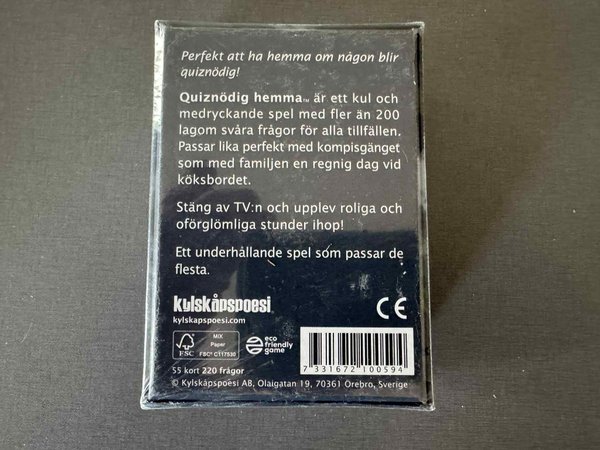 Perfekt att ha hemma om någon blir
quiznödig!
Quiznödig hemma™ är ett kul och
medryckande spel med fler än 200
lagom svåra frågor för alla tillfällen.
Passar lika perfekt med kompisgänget
som med familjen en regnig dag vid
köksbordet.
Stäng av TV:n och upplev roliga och
oförglömliga stunder ihop!
Ett underhållande spel som passar de
flesta.
kylskåpspoesi
kylskapspoesi.com
CE
FSC
MIX
Paper
FSC® C117530
eco
friendly
game
7 331672 100594
55 kort 220 frågor
© Kylskåpspoesi AB, Olaigatan 19, 70361 Örebro, Sverige